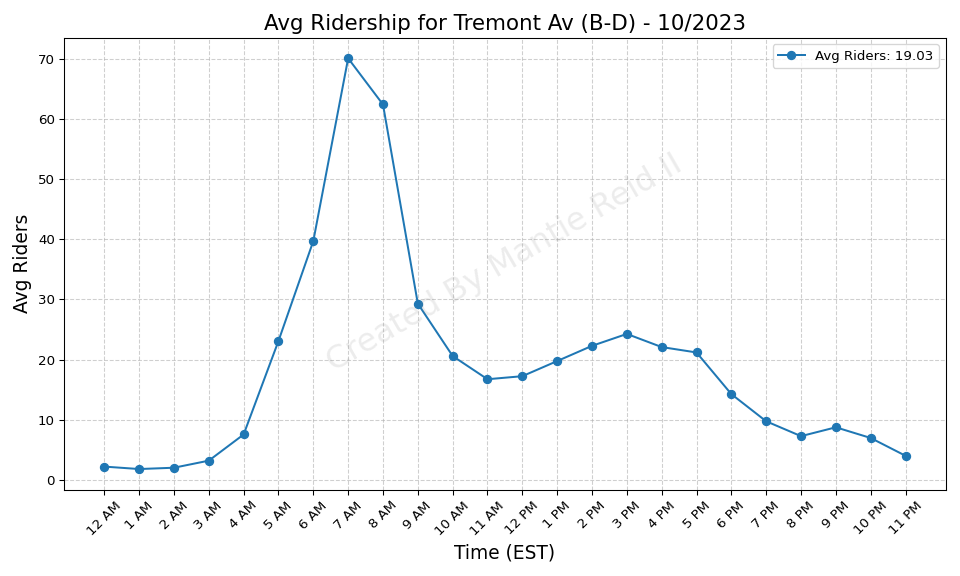 Avg Ridership for Tremont Av (B-D) - 10/2023
Avg Riders: 19.03
70
60
50
40
30
20
10
0
Avg Riders
Created By Mantie Reid II
12 AM
1 AM
2 AM
3 AM
4 AM
5 AM
6 AM
7 AM
8 AM
9 AM
10 AM
11 AM
12 PM
1 PM
2 PM
3 PM
4 PM
5 PM
6 PM
7 PM
8 PM
9 PM
10 PM
11 PM
Time (EST)